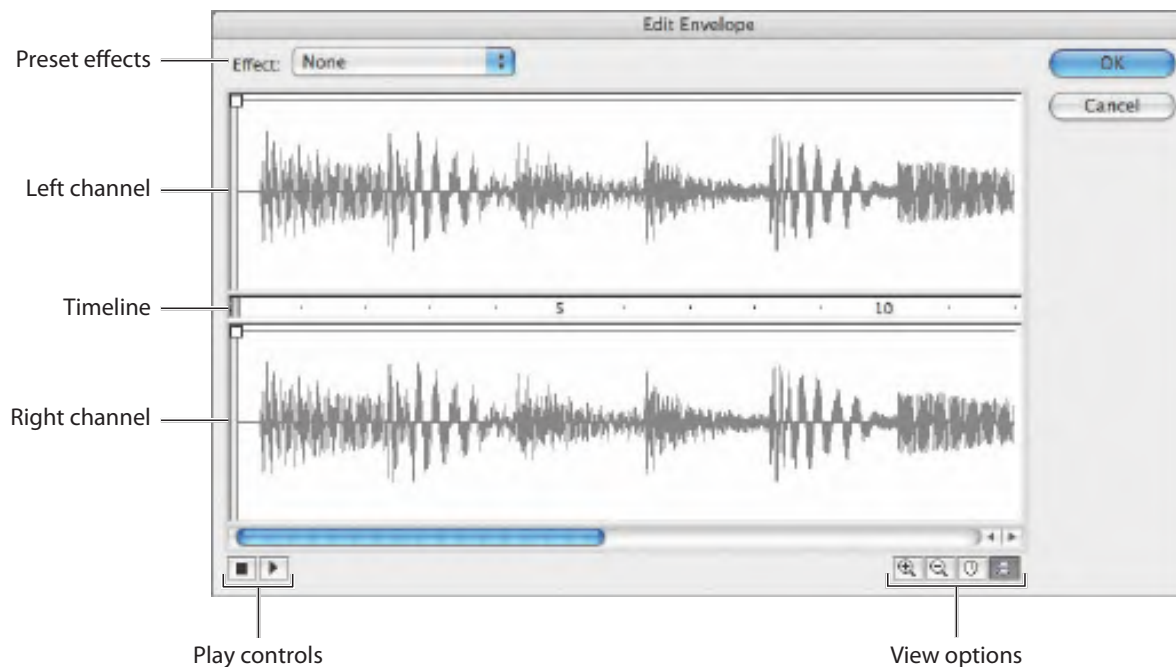 Edit Envelope
Preset effects
Effect: None
OK
Cancel
Left channel
Timeline
5
10
Right channel
Play controls
View options